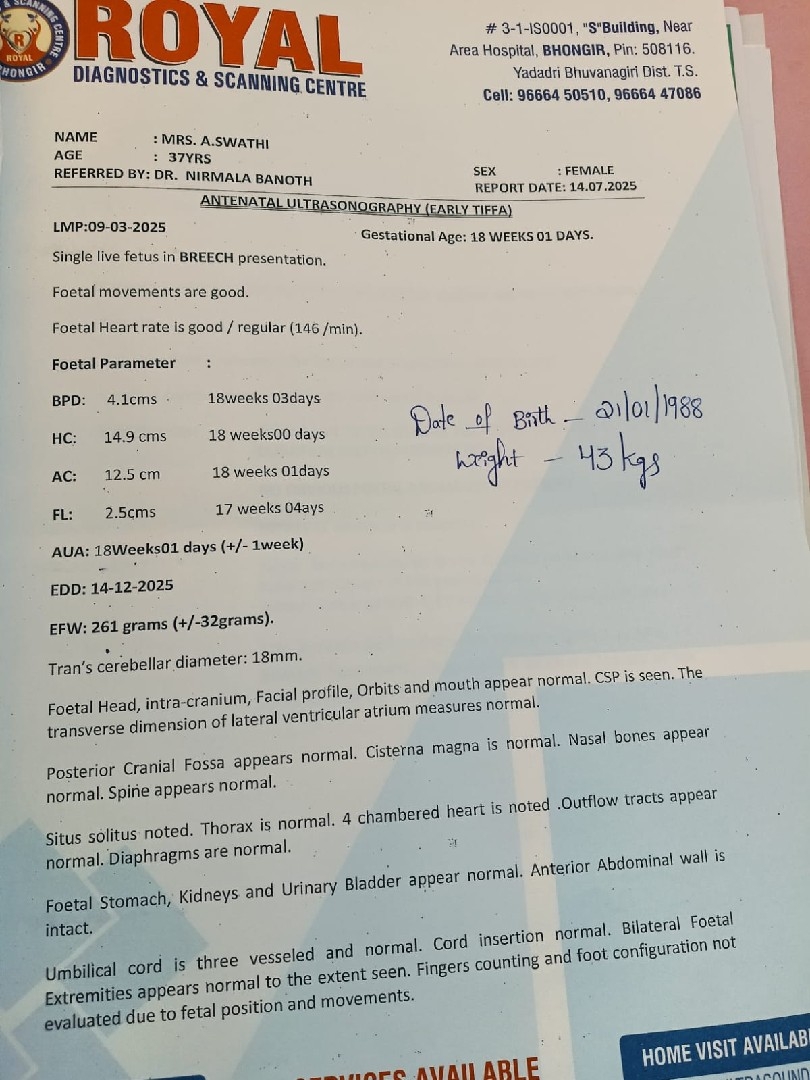 & SCANNING CENTRE
R
ROYAL
BHONGIR
ROYAL
DIAGNOSTICS & SCANNING CENTRE
# 3-1-IS0001, "S"Building, Near
Area Hospital, BHONGIR, Pin: 508116.
Yadadri Bhuvanagiri Dist. T.S.
Cell: 96664 50510, 96664 47086
NAME : MRS. A.SWATHI
AGE : 37YRS
SEX : FEMALE
REFERRED BY: DR. NIRMALA BANOTH
REPORT DATE: 14.07.2025
ANTENATAL ULTRASONOGRAPHY (EARLY TIFFA)
LMP:09-03-2025
Gestational Age: 18 WEEKS 01 DAYS.
Single live fetus in BREECH presentation.
Foetal movements are good.
Foetal Heart rate is good / regular (146 /min).
Foetal Parameter :
BPD: 4.1cms 18weeks 03days
HC: 14.9 cms 18 weeks00 days
AC: 12.5 cm 18 weeks 01days
FL: 2.5cms 17 weeks 04ays
Date of Birth - 21/01/1988
Weight - 43 kgs
AUA: 18Weeks01 days (+/- 1week)
EDD: 14-12-2025
EFW: 261 grams (+/-32grams).
Tran's cerebellar diameter: 18mm.
Foetal Head, intra-cranium, Facial profile, Orbits and mouth appear normal. CSP is seen. The
transverse dimension of lateral ventricular atrium measures normal.
Posterior Cranial Fossa appears normal. Cisterna magna is normal. Nasal bones appear
normal. Spine appears normal.
Situs solitus noted. Thorax is normal. 4 chambered heart is noted .Outflow tracts appear
normal. Diaphragms are normal.
Foetal Stomach, Kidneys and Urinary Bladder appear normal. Anterior Abdominal wall is
intact.
Umbilical cord is three vesseled and normal. Cord insertion normal. Bilateral Foetal
Extremities appears normal to the extent seen. Fingers counting and foot configuration not
evaluated due to fetal position and movements.
AVAILABLE
HOME VISIT AVAILAB